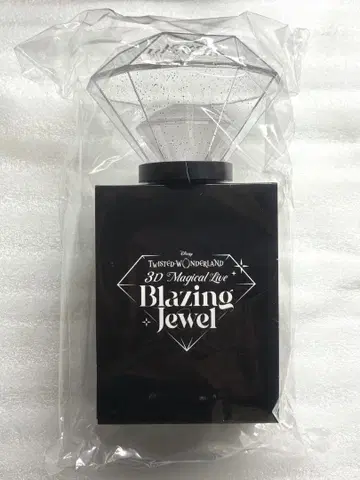 Disney
TWISTED-WONDERLAND
3D Magical Live
Blazing
Jewel